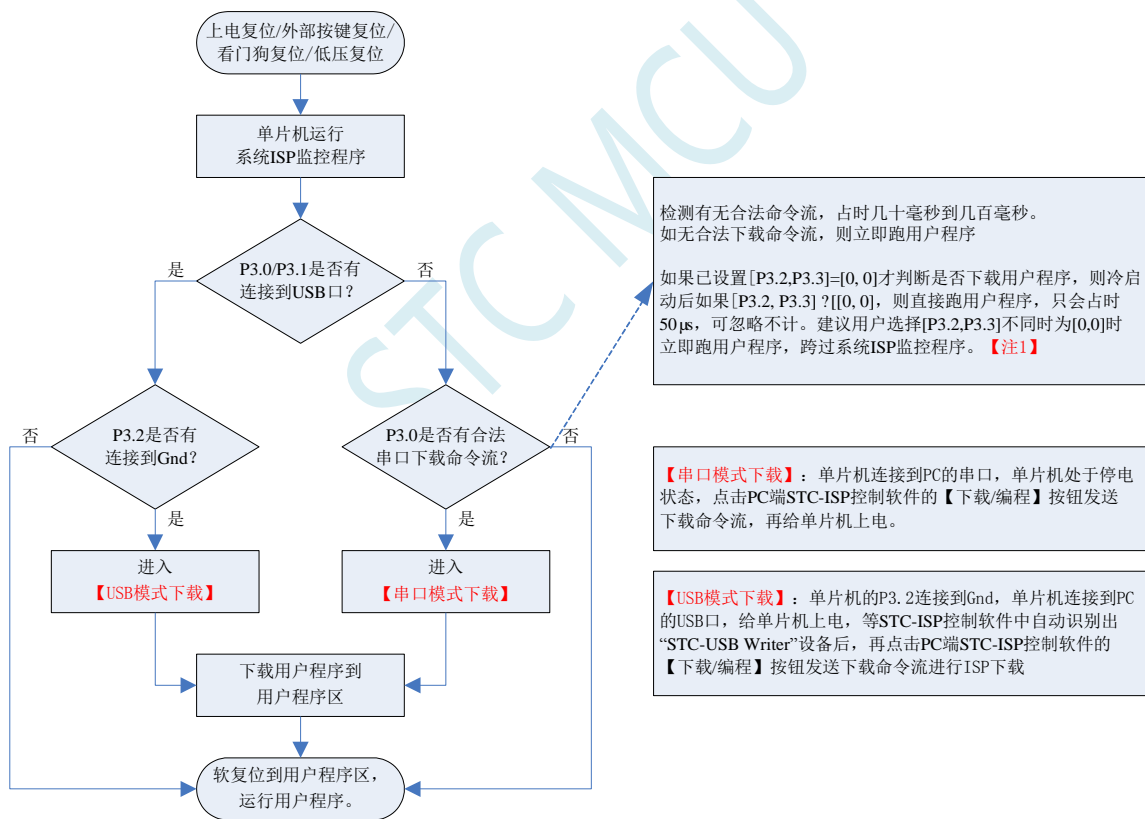 上电复位/外部按键复位/
看门狗复位/低压复位
单片机运行
系统ISP监控程序
P3.0/P3.1是否有
连接到USB口?
是
否
P3.2是否有
连接到Gnd?
否
是
P3.0是否有合法
串口下载命令流?
否
是
进入
【USB模式下载】
进入
【串口模式下载】
下载用户程序到
用户程序区
软复位到用户程序区，
运行用户程序。
检测有无合法命令流，占时几十毫秒到几百毫秒。
如无合法下载命令流，则立即跑用户程序
如果已设置[P3.2,P3.3]=[0, 0]才判断是否下载用户程序，则冷启
动后如果[P3.2, P3.3] ?[[0, 0]，则直接跑用户程序，只会占时
50μs，可忽略不计。建议用户选择[P3.2,P3.3]不同时为[0,0]时
立即跑用户程序，跨过系统ISP监控程序。【注1】
【串口模式下载】：单片机连接到PC的串口，单片机处于停电
状态，点击PC端STC-ISP控制软件的【下载/编程】按钮发送
下载命令流，再给单片机上电。
【USB模式下载】：单片机的P3.2连接到Gnd，单片机连接到PC
的USB口，给单片机上电，等STC-ISP控制软件中自动识别出
“STC-USB Writer”设备后，再点击PC端STC-ISP控制软件的
【下载/编程】按钮发送下载命令流进行ISP下载
STC MCU